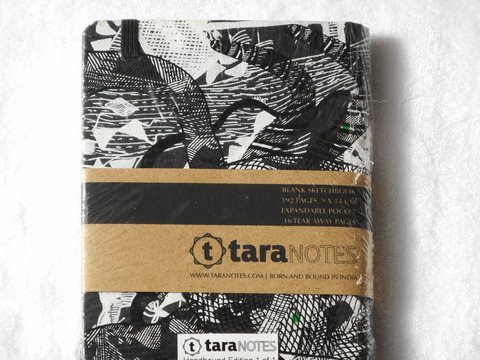 BLANK SKETCHBOOK
192 PAGES. 9 X 14 CM
EXPANDABLE POCKET
16 TEAR-AWAY PAGES
t taraNOTES
WWW.TARANOTES.COM | BORN AND BOUND IN INDIA
t taraNOTES
Handbound Edition 1 of 1